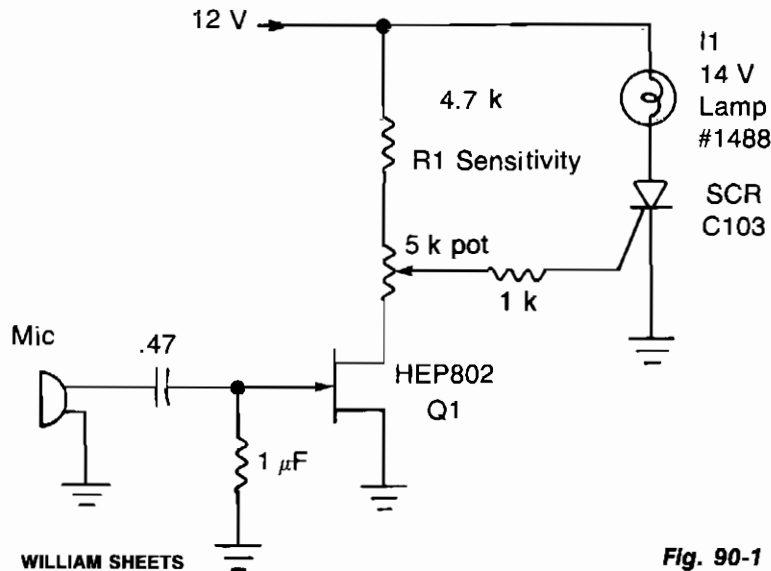 12 V
I1
14 V
Lamp
#1488
4.7 k
R1 Sensitivity
SCR
C103
5 k pot
1 k
Mic
.47
HEP802
Q1
1 μF
WILLIAM SHEETS
Fig. 90-1